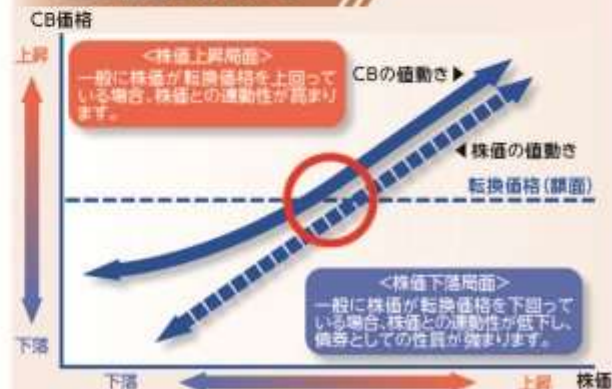 CB価格
上昇
<株価上昇局面>
一般に株価が転換価格を上回って
いる場合、株価との連動性が高まり
ます。
CBの値動き▶
◀株価の値動き
転換価格(額面)
<株価下落局面>
一般に株価が転換価格を下回って
いる場合、株価との連動性が低下し、
債券としての性質が強まります。
下落
下落
上昇
株価